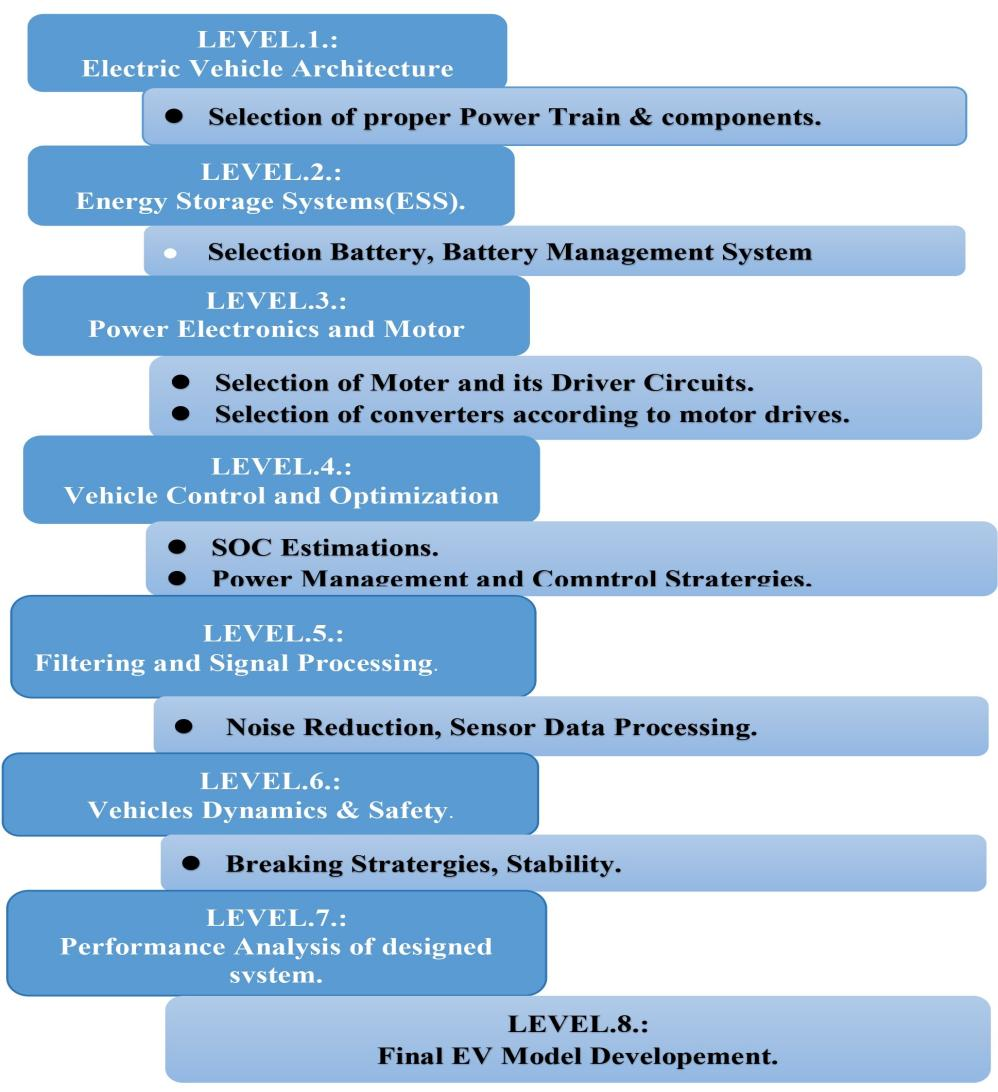 LEVEL.1.:
Electric Vehicle Architecture
● Selection of proper Power Train & components.
LEVEL.2.:
Energy Storage Systems(ESS).
● Selection Battery, Battery Management System
LEVEL.3.:
Power Electronics and Motor
● Selection of Moter and its Driver Circuits.
● Selection of converters according to motor drives.
LEVEL.4.:
Vehicle Control and Optimization
● SOC Estimations.
● Power Management and Comntrol Stratergies.
LEVEL.5.:
Filtering and Signal Processing.
● Noise Reduction, Sensor Data Processing.
LEVEL.6.:
Vehicles Dynamics & Safety.
● Breaking Stratergies, Stability.
LEVEL.7.:
Performance Analysis of designed
system.
LEVEL.8.:
Final EV Model Developement.